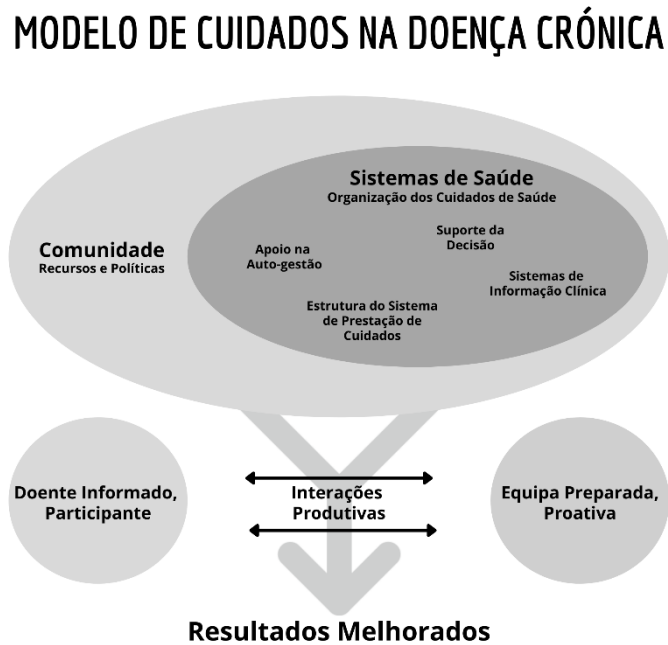 MODELO DE CUIDADOS NA DOENÇA CRÓNICA
Sistemas de Saúde
Organização dos Cuidados de Saúde
Comunidade
Recursos e Políticas
Apoio na
Auto-gestão
Suporte da
Decisão
Sistemas de
Informação Clínica
Estrutura do Sistema
de Prestação de
Cuidados
Doente Informado,
Participante
Interações
Produtivas
Equipa Preparada,
Proativa
Resultados Melhorados